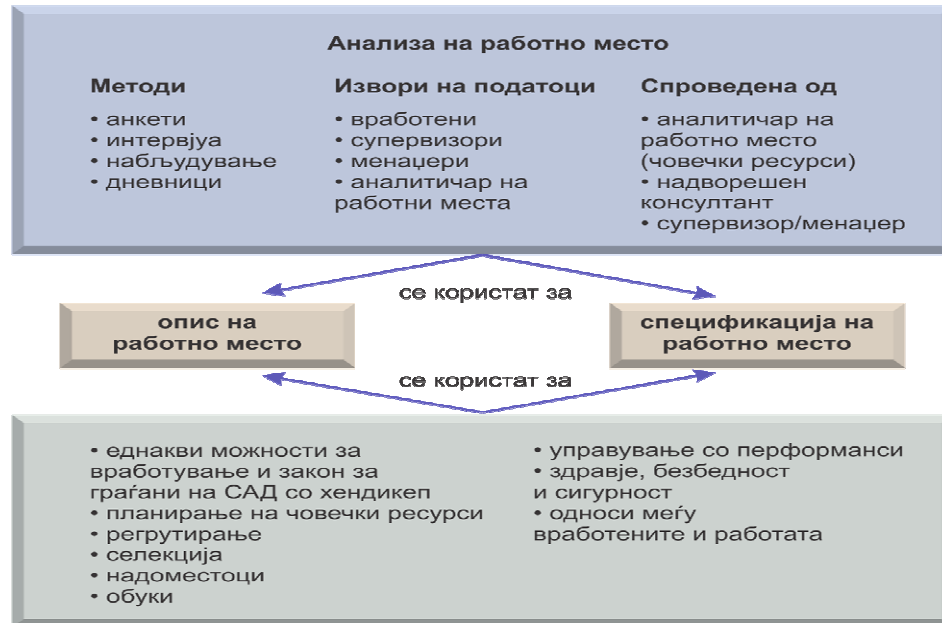 Анализа на работно место
Методи
• анкети
• интервјуа
• набљудување
• дневници
Извори на податоци
• вработени
• супервизори
• менаџери
• аналитичар на
работни места
Спроведена од
• аналитичар на
работно место
(човечки ресурси)
• надворешен
консултант
• супервизор/менаџер
се користат за
опис на
работно место
спецификација на
работно место
се користат за
• еднакви можности за
вработување и закон за
граѓани на САД со хендикеп
• планирање на човечки ресурси
• регрутирање
• селекција
• надоместоци
• обуки
• управување со перформанси
• здравје, безбедност
и сигурност
• односи меѓу
вработените и работата